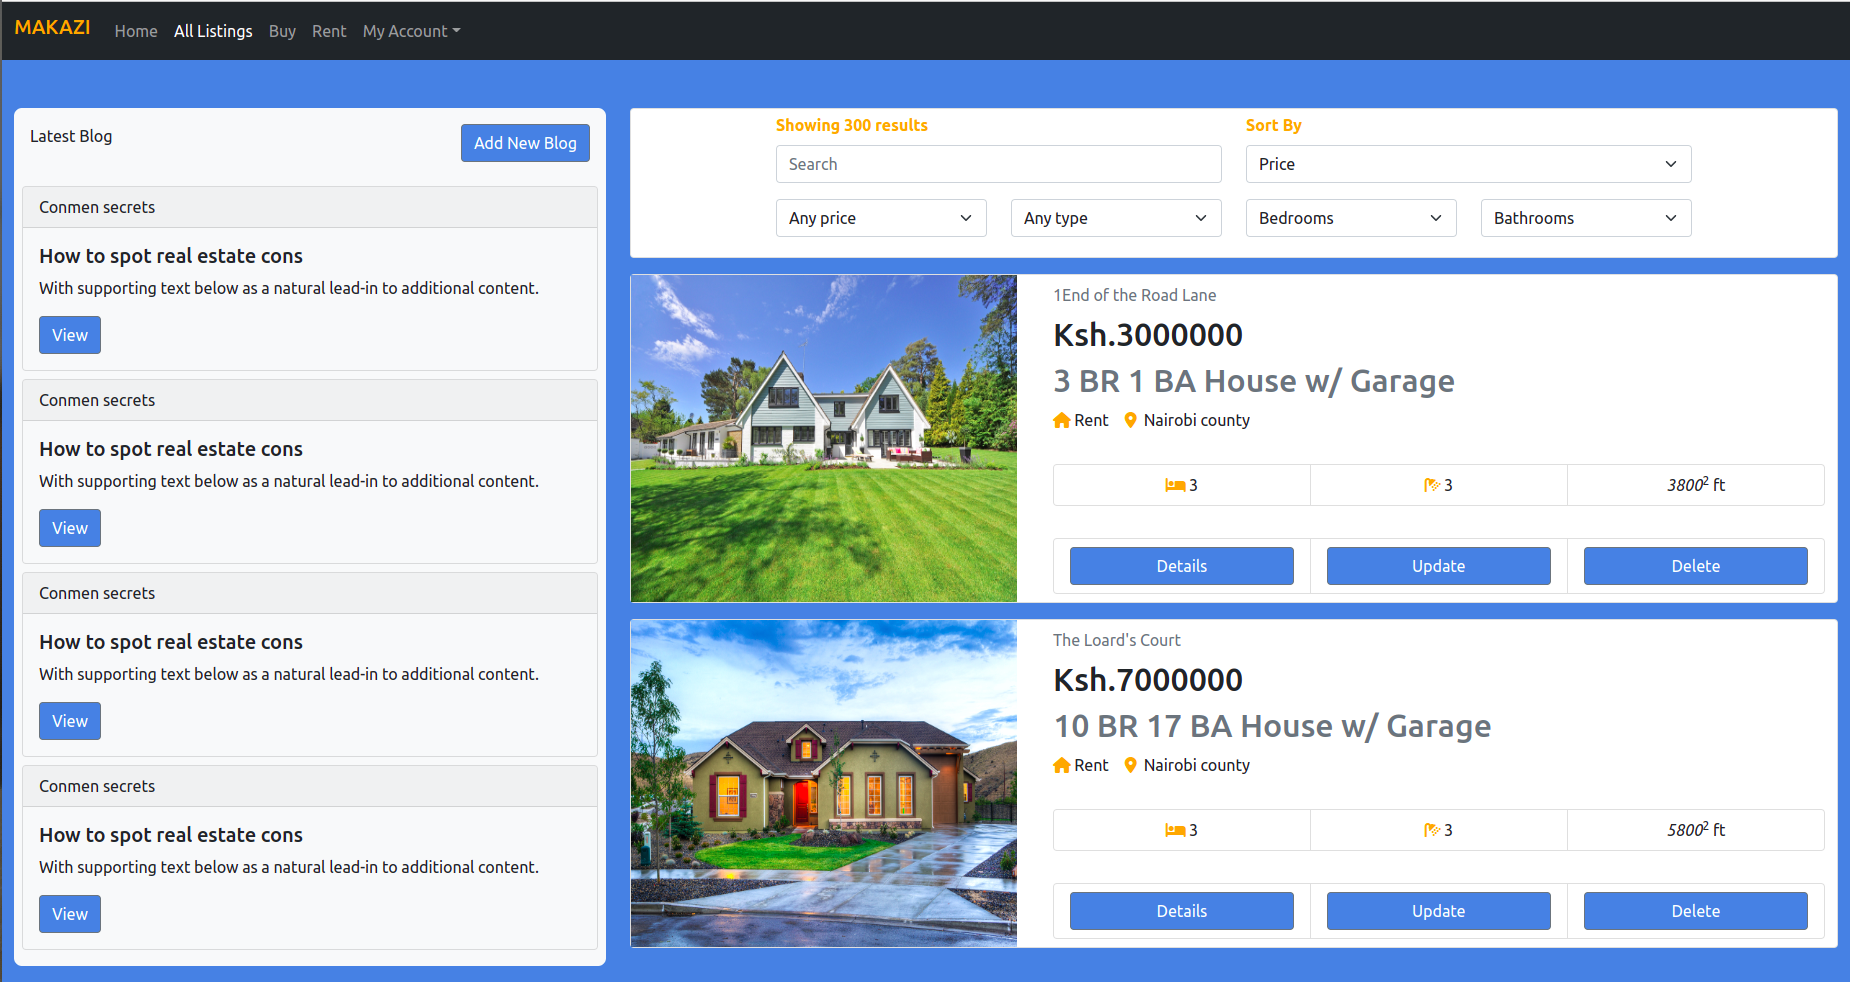 MAKAZI Home All Listings Buy Rent My Account
Latest Blog
Add New Blog
Conmen secrets
How to spot real estate cons
With supporting text below as a natural lead-in to additional content.
View
Conmen secrets
How to spot real estate cons
With supporting text below as a natural lead-in to additional content.
View
Conmen secrets
How to spot real estate cons
With supporting text below as a natural lead-in to additional content.
View
Conmen secrets
How to spot real estate cons
With supporting text below as a natural lead-in to additional content.
View
Showing 300 results Sort By
Search Price
Any price Any type Bedrooms Bathrooms
1End of the Road Lane
Ksh.3000000
3 BR 1 BA House w/ Garage
Rent Nairobi county
3 3 3800² ft
Details Update Delete
The Loard's Court
Ksh.7000000
10 BR 17 BA House w/ Garage
Rent Nairobi county
3 3 5800² ft
Details Update Delete